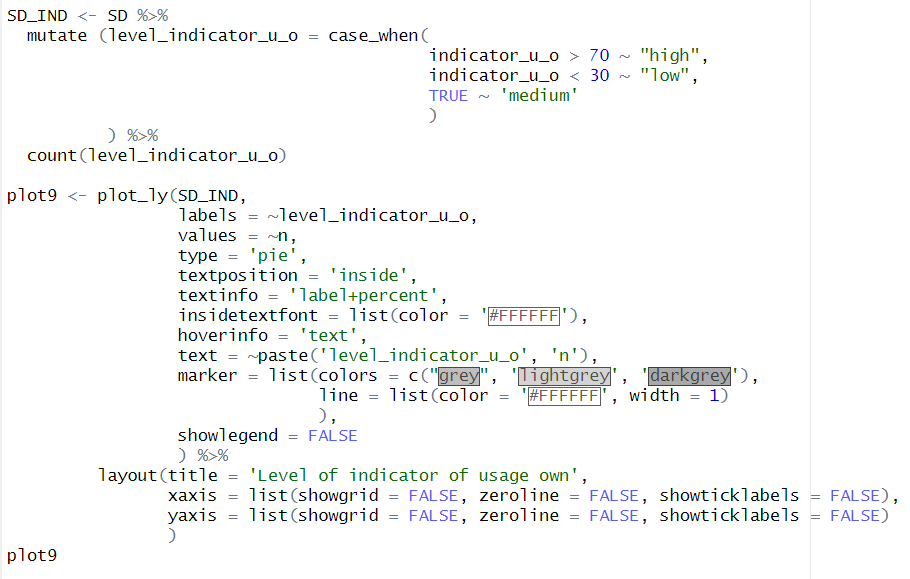 SD_IND <- SD %>%
  mutate (level_indicator_u_o = case_when(
                                          indicator_u_o > 70 ~ "high",
                                          indicator_u_o < 30 ~ "low",
                                          TRUE ~ 'medium'
                                          )
          ) %>%
  count(level_indicator_u_o)

plot9 <- plot_ly(SD_IND,
                 labels = ~level_indicator_u_o,
                 values = ~n,
                 type = 'pie',
                 textposition = 'inside',
                 textinfo = 'label+percent',
                 insidetextfont = list(color = '#FFFFFF'),
                 hoverinfo = 'text',
                 text = ~paste('level_indicator_u_o', 'n'),
                 marker = list(colors = c("grey", 'lightgrey', 'darkgrey'),
                               line = list(color = '#FFFFFF', width = 1)
                               ),
                 showlegend = FALSE
                 ) %>%
         layout(title = 'Level of indicator of usage own',
                xaxis = list(showgrid = FALSE, zeroline = FALSE, showticklabels = FALSE),
                yaxis = list(showgrid = FALSE, zeroline = FALSE, showticklabels = FALSE)
                )
plot9